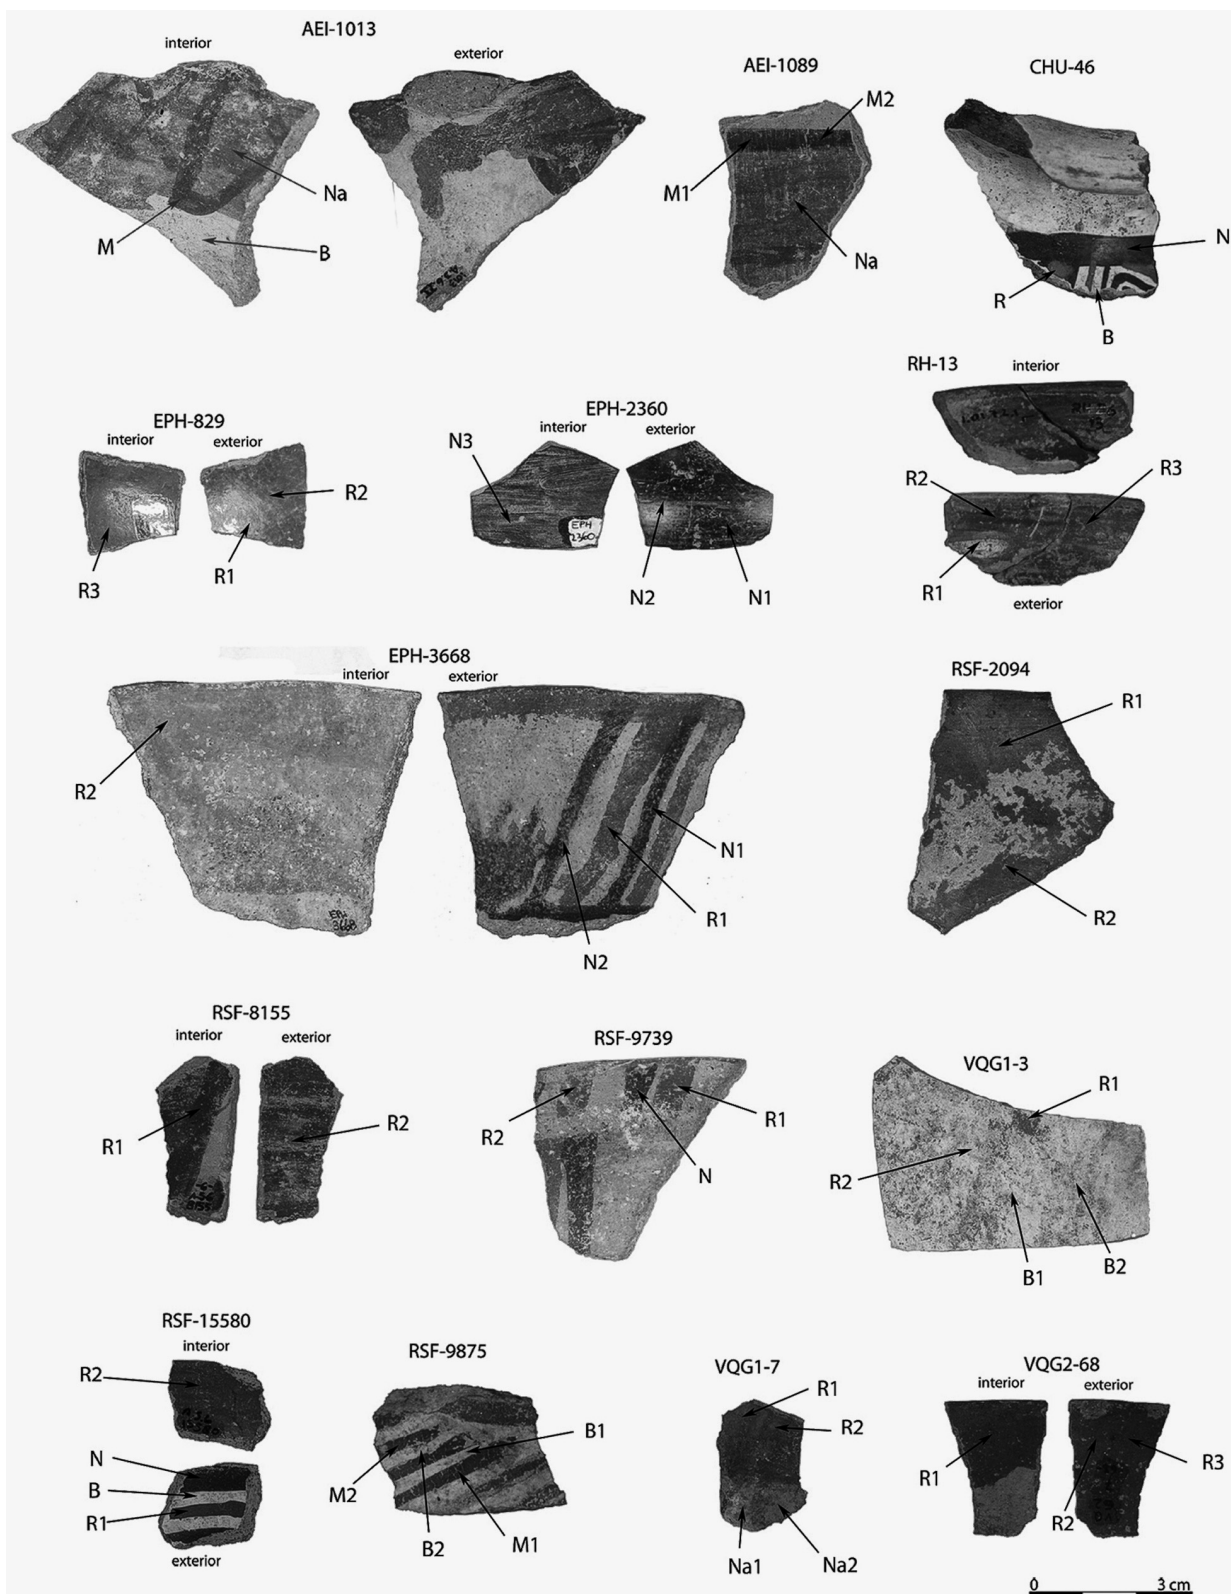 AEI-1013
interior
exterior
M
Na
B
AEI-1089
M2
M1
Na
CHU-46
N
R
B
EPH-829
interior
exterior
R2
R3
R1
EPH-2360
interior
exterior
N3
EPH
2360
N2
N1
RH-13
interior
R2
R3
R1
exterior
EPH-3668
interior
exterior
R2
EPH
3668
N1
R1
N2
RSF-2094
R1
R2
RSF-8155
interior
exterior
R1
R2
RSF-9739
R2
R1
N
VQG1-3
R1
R2
B1
B2
RSF-15580
interior
R2
N
B
R1
exterior
RSF-9875
B1
M2
B2
M1
VQG1-7
R1
R2
Na1
Na2
VQG2-68
interior
exterior
R1
R2
R3
0
3 cm